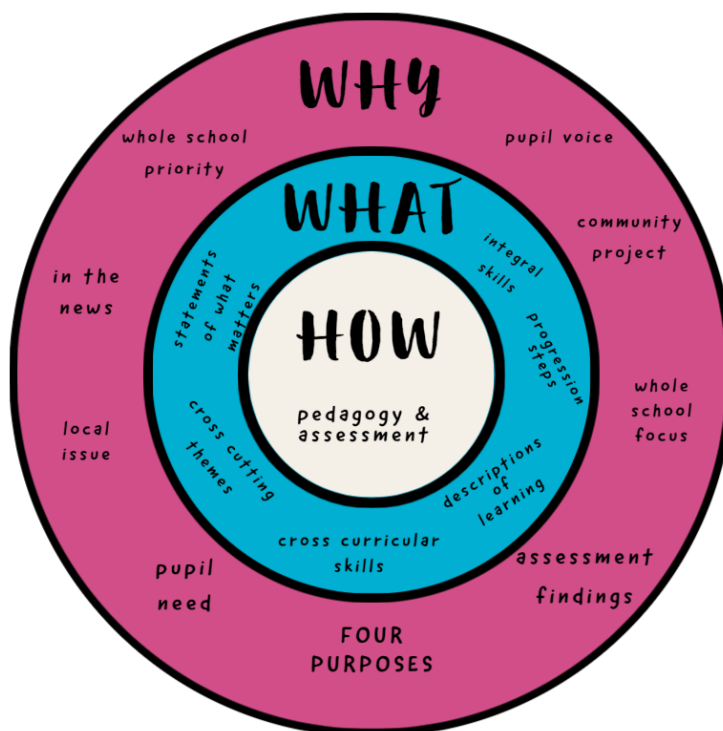 WHY
whole school
priority
pupil voice
community
project
in the
news
whole
school
focus
local
issue
assessment
findings
pupil
need
FOUR
PURPOSES
WHAT
integral
skills
statements
of what
matters
progression
steps
cross cutting
themes
descriptions
of
learning
cross curricular
skills
HOW
pedagogy &
assessment